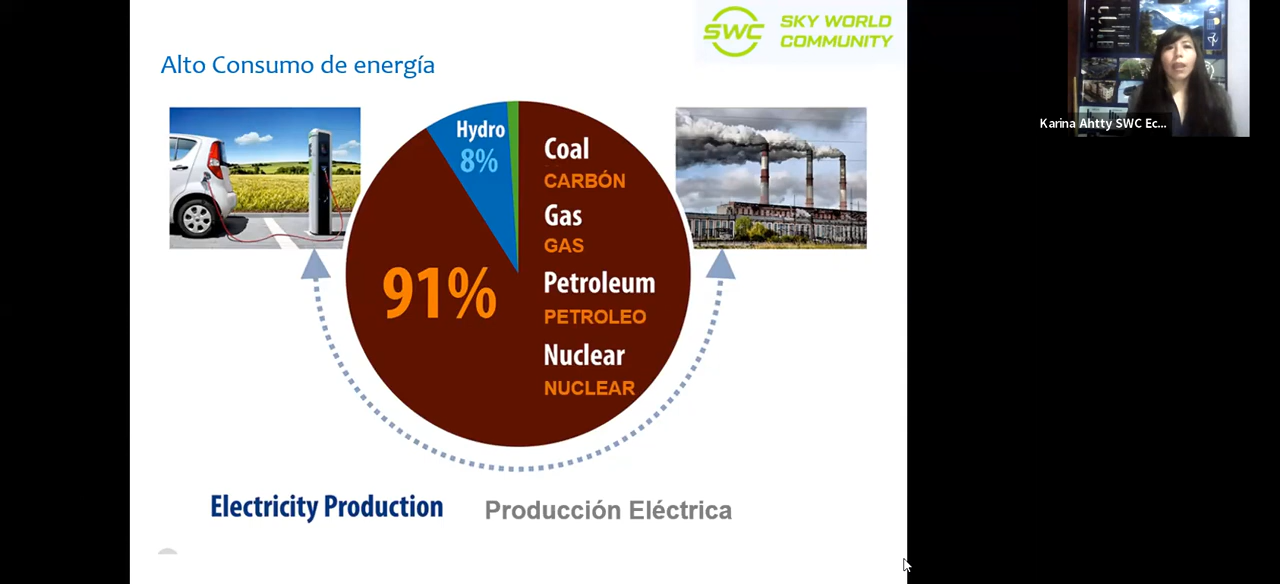 SWC
SKY WORLD
COMMUNITY
Alto Consumo de energía
Karina Ahtty SWC Ec...
Hydro
8%
Coal
CARBÓN
Gas
GAS
91%
Petroleum
PETROLEO
Nuclear
NUCLEAR
Electricity Production
Producción Eléctrica